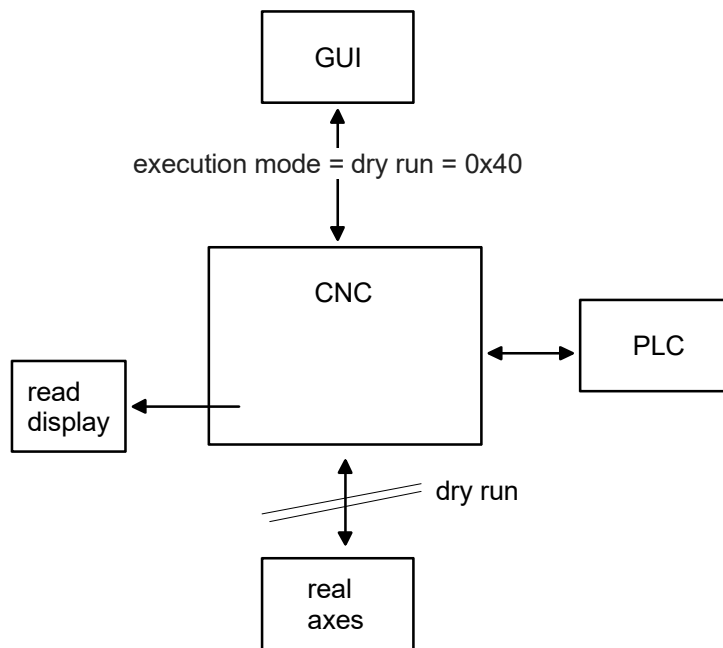 GUI
execution mode = dry run = 0x40
CNC
PLC
read
display
dry run
real
axes